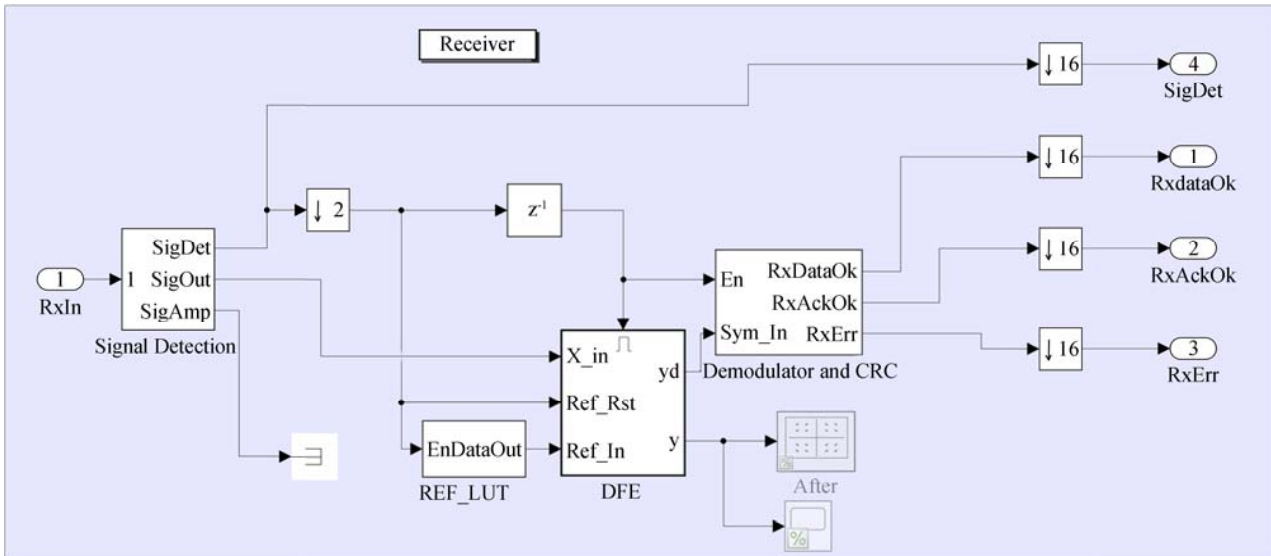 Receiver
↓ 16
4
SigDet
↓ 16
1
RxdataOk
↓ 2
z-1
SigDet
SigOut
SigAmp
1
Signal Detection
1
RxIn
En
Sym_In
RxDataOk
RxAckOk
RxErr
Demodulator and CRC
↓ 16
2
RxAckOk
↓ 16
3
RxErr
X_in
Ref_Rst
Ref_In
yd
y
DFE
EnDataOut
REF_LUT
%
After
%